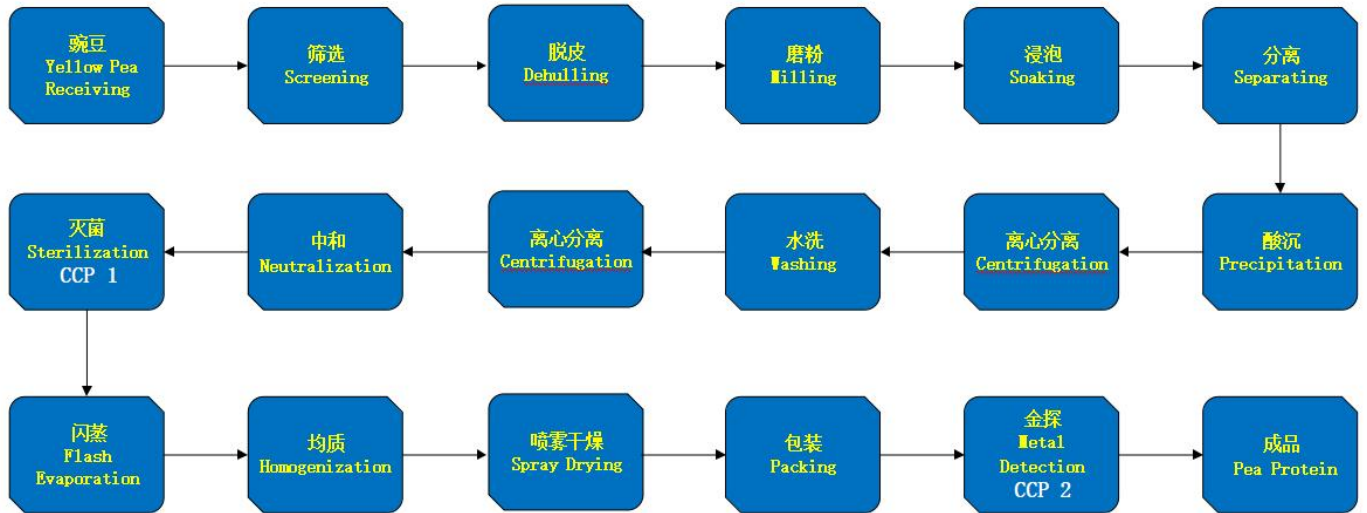 豌豆
Yellow Pea
Receiving
筛选
Screening
脱皮
Dehulling
磨粉
Milling
浸泡
Soaking
分离
Separating
酸沉
Precipitation
离心分离
Centrifugation
水洗
Washing
离心分离
Centrifugation
中和
Neutralization
灭菌
Sterilization
CCP 1
闪蒸
Flash
Evaporation
均质
Homogenization
喷雾干燥
Spray Drying
包装
Packing
金探
Metal
Detection
CCP 2
成品
Pea Protein